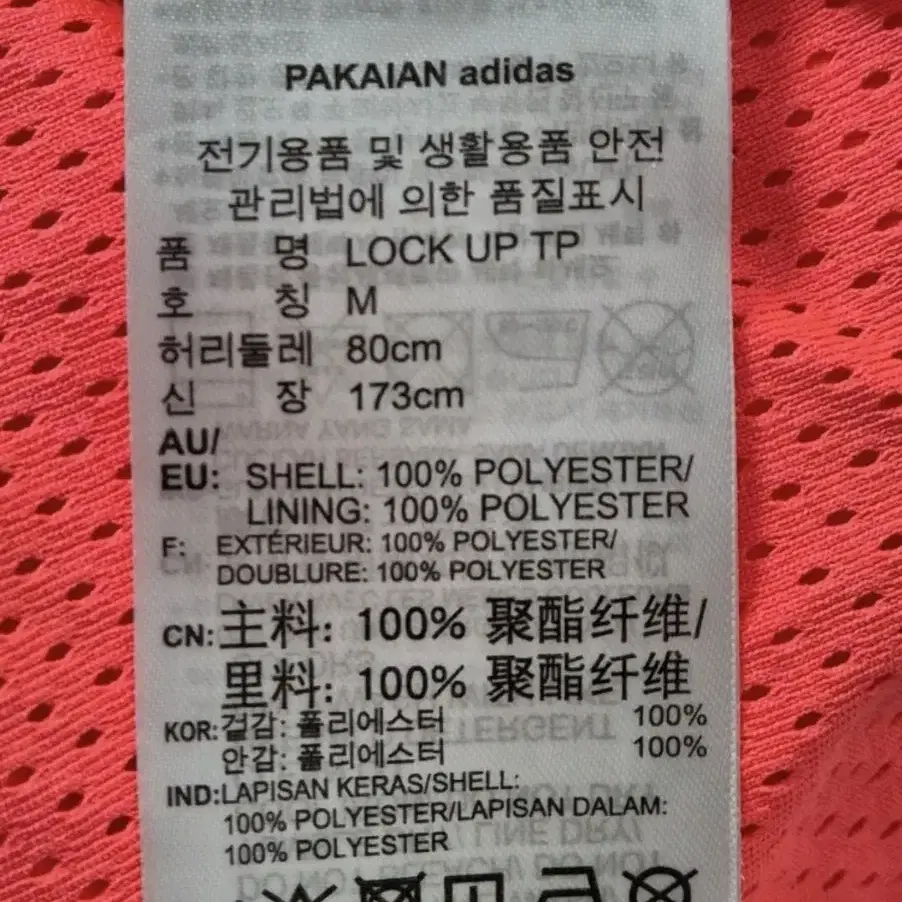 PAKAIAN adidas
전기용품 및 생활용품 안전
관리법에 의한 품질표시
품 명 LOCK UP TP
호 칭 M
허리둘레 80cm
신 장 173cm
AU/
EU: SHELL: 100% POLYESTER/
LINING: 100% POLYESTER
F: EXTÉRIEUR: 100% POLYESTER/
DOUBLURE: 100% POLYESTER
CN: 主料: 100% 聚酯纤维/
里料: 100% 聚酯纤维
KOR: 겉감: 폴리에스터 100%
안감: 폴리에스터 100%
IND:LAPISAN KERAS/SHELL:
100% POLYESTER/LAPISAN DALAM:
100% POLYESTER